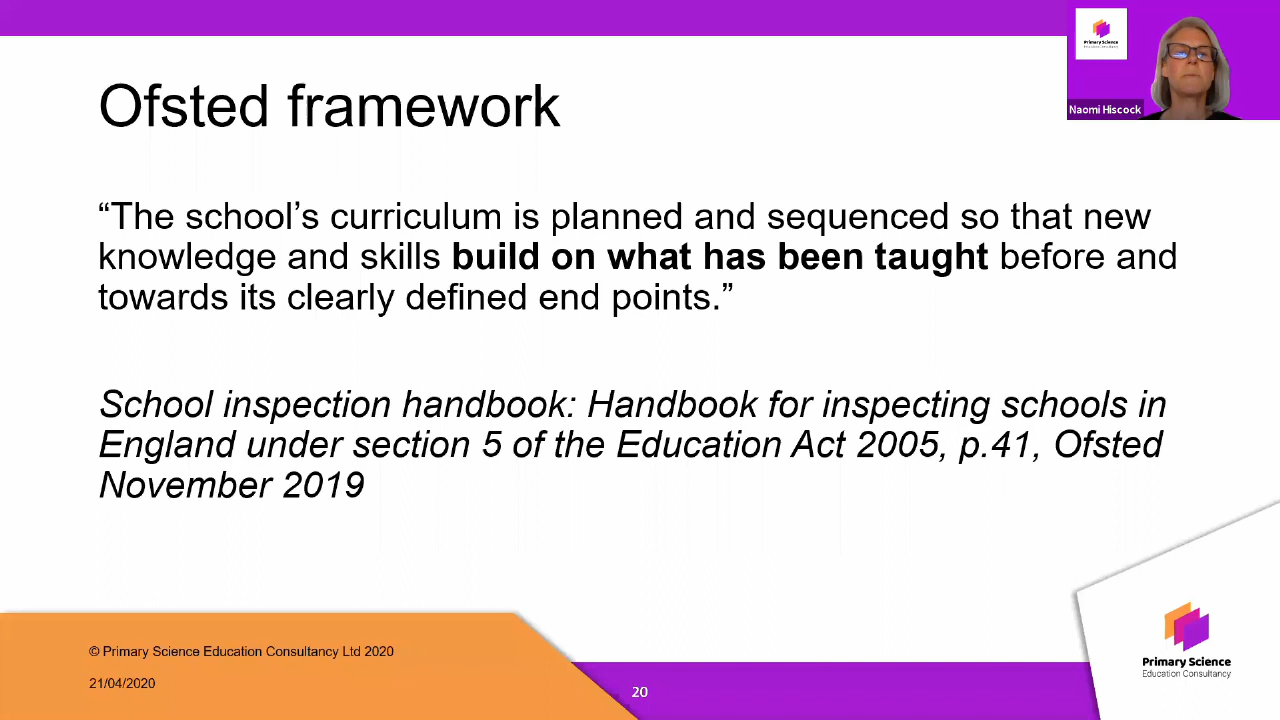 Primary Science
Naomi Hiscock
Ofsted framework
“The school’s curriculum is planned and sequenced so that new
knowledge and skills build on what has been taught before and
towards its clearly defined end points.”
School inspection handbook: Handbook for inspecting schools in
England under section 5 of the Education Act 2005, p.41, Ofsted
November 2019
© Primary Science Education Consultancy Ltd 2020
21/04/2020
20
Primary Science
Education Consultancy